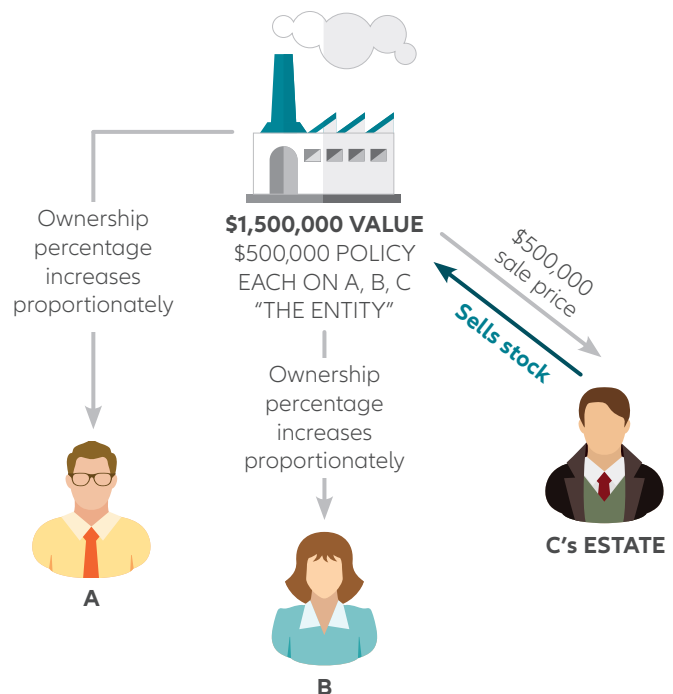 Ownership
percentage
increases
proportionately
$1,500,000 VALUE
$500,000 POLICY
EACH ON A, B, C
“THE ENTITY”
$500,000
sale price
Sells stock
Ownership
percentage
increases
proportionately
A
B
C’s ESTATE